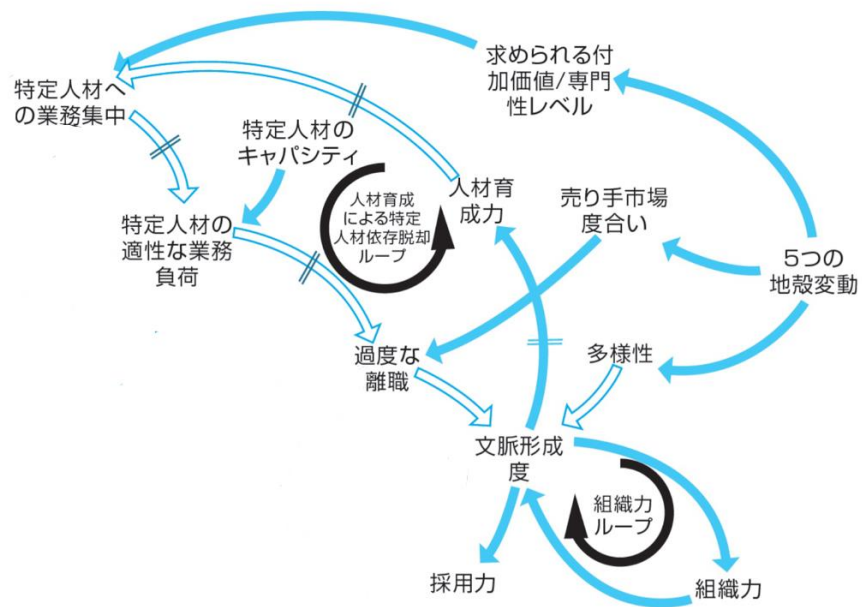 求められる付
加価値/専門
性レベル
特定人材へ
の業務集中
特定人材の
キャパシティ
人材育成
による特定
人材依存脱却
ループ
人材育
成力
売り手市場
度合い
特定人材の
適性な業務
負荷
5つの
地殻変動
過度な
離職
多様性
文脈形成
度
組織力
ループ
採用力
組織力